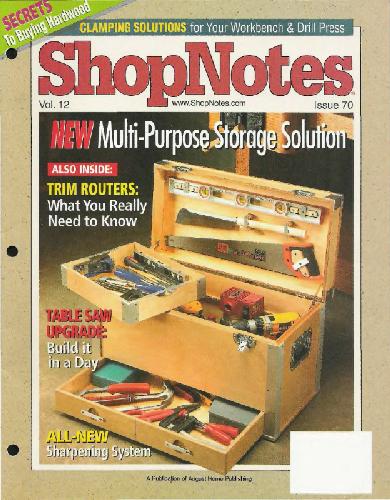 SECRETS
To Buying Hardwood
CLAMPING SOLUTIONS for Your Workbench & Drill Press
ShopNotes
Vol. 12
www.ShopNotes.com
Issue 70
NEW Multi-Purpose Storage Solution
ALSO INSIDE:
TRIM ROUTERS:
What You Really
Need to Know
TABLE SAW
UPGRADE:
Build it
in a Day
ALL-NEW
Sharpening System
A Publication of August Home Publishing